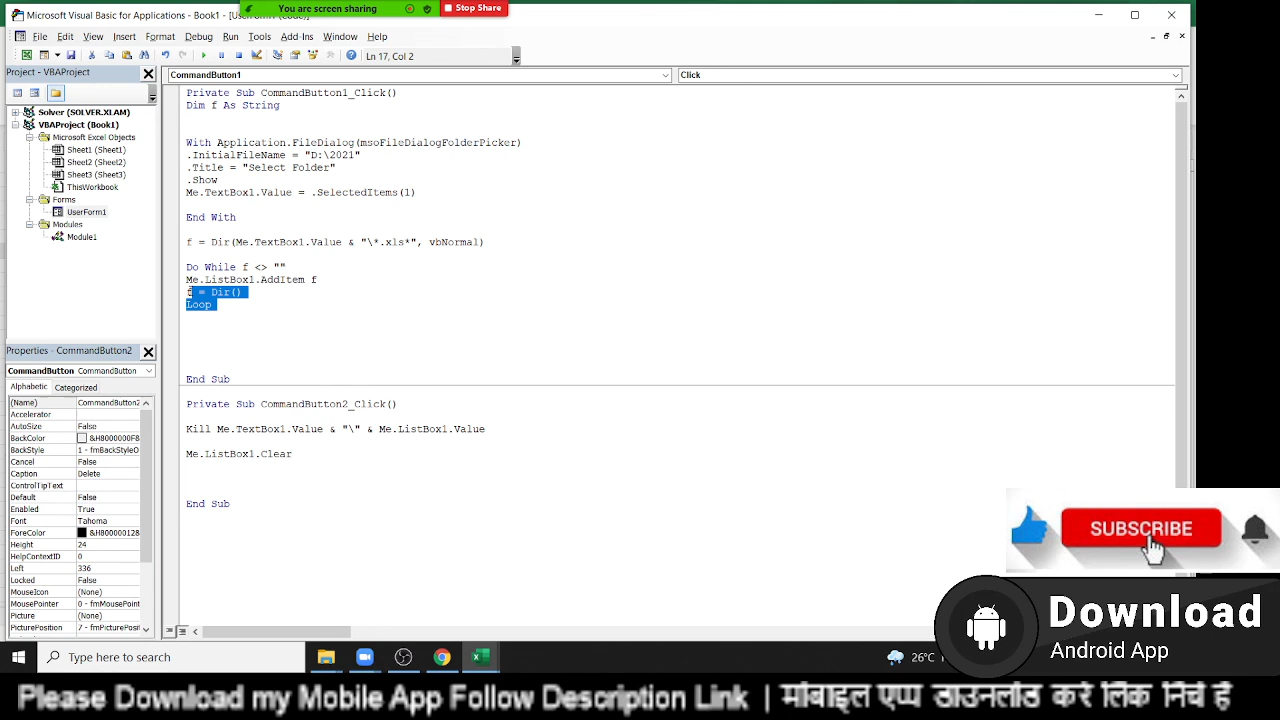 Microsoft Visual Basic for Applications - Book1 - [UserForm1 (Code)]
You are screen sharing
Stop Share
File Edit View Insert Format Debug Run Tools Add-Ins Window Help
Ln 17, Col 2
Project - VBAProject
CommandButton1
Click
Solver (SOLVER.XLAM)
VBAProject (Book1)
Microsoft Excel Objects
Sheet1 (Sheet1)
Sheet2 (Sheet2)
Sheet3 (Sheet3)
ThisWorkbook
Forms
UserForm1
Modules
Module1
Private Sub CommandButton1_Click()
Dim f As String
With Application.FileDialog(msoFileDialogFolderPicker)
.InitialFileName = "D:\2021"
.Title = "Select Folder"
.Show
Me.TextBox1.Value = .SelectedItems(1)
End With
f = Dir(Me.TextBox1.Value & "\*.xls*", vbNormal)
Do While f <> ""
Me.ListBox1.AddItem f
f = Dir()
Loop
End Sub
Private Sub CommandButton2_Click()
Kill Me.TextBox1.Value & "\" & Me.ListBox1.Value
Me.ListBox1.Clear
End Sub
Properties - CommandButton2
CommandButton CommandButton
Alphabetic Categorized
(Name) CommandButton2
Accelerator
AutoSize False
BackColor &H8000000F&
BackStyle 1 - fmBackStyleO
Cancel False
Caption Delete
ControlTipText
Default False
Enabled True
Font Tahoma
ForeColor &H80000012&
Height 24
HelpContextID 0
Left 336
Locked False
MouseIcon (None)
MousePointer 0 - fmMousePoint
Picture (None)
PicturePosition 7 - fmPicturePosit
SUBSCRIBE
Download
Android App
Type here to search
26°C
Please Download my Mobile App Follow Description Link | मोबाइल एप्प डाउनलोड करे लिंक निचे है